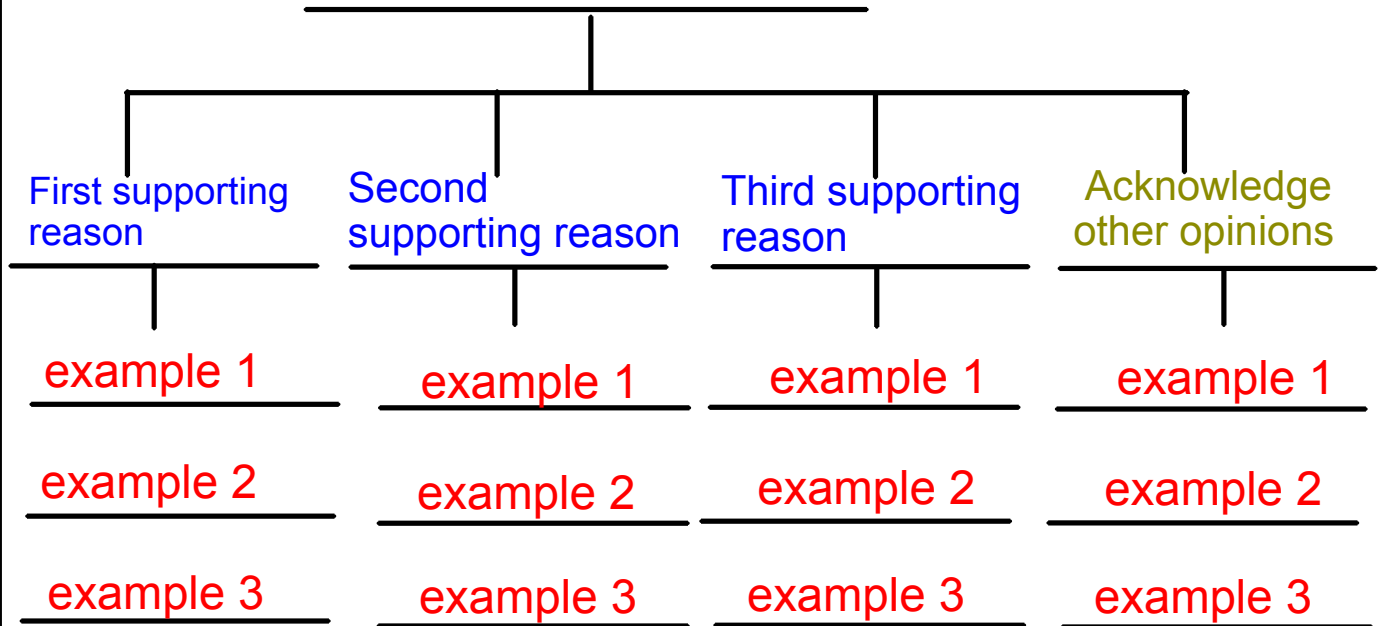 First supporting
reason
Second
supporting reason
Third supporting
reason
Acknowledge
other opinions
example 1
example 1
example 1
example 1
example 2
example 2
example 2
example 2
example 3
example 3
example 3
example 3